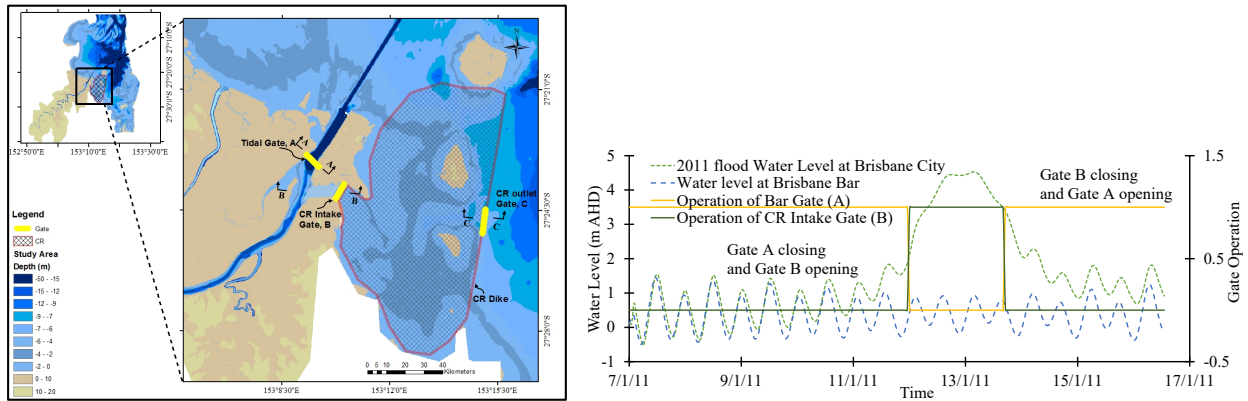 27°10'0"S
27°20'0"S
27°30'0"S
152°50'0"E 153°10'0"E 153°30'0"E
Legend
Gate
CR
Study Area
Depth (m)
-50 - -15
-15 - -12
-12 - -9
-9 - -7
-7 - -6
-6 - -4
-4 - -2
-2 - 0
0 - 10
10 - 20
N
27°21'0"S
27°24'30"S
27°28'0"S
Tidal Gate, A
A
A
B
B
CR Intake
Gate, B
CR outlet
Gate, C
C
C
CR Dike
0 5 10 20 30 40
Kilometers
153°8'30"E 153°12'0"E 153°15'30"E
Water Level (m AHD)
5
4
3
2
1
0
-1
2011 flood Water Level at Brisbane City
Water level at Brisbane Bar
Operation of Bar Gate (A)
Operation of CR Intake Gate (B)
Gate B closing
and Gate A opening
Gate A closing
and Gate B opening
1.5
1
0.5
0
-0.5
Gate Operation
7/1/11 9/1/11 11/1/11 13/1/11 15/1/11 17/1/11
Time